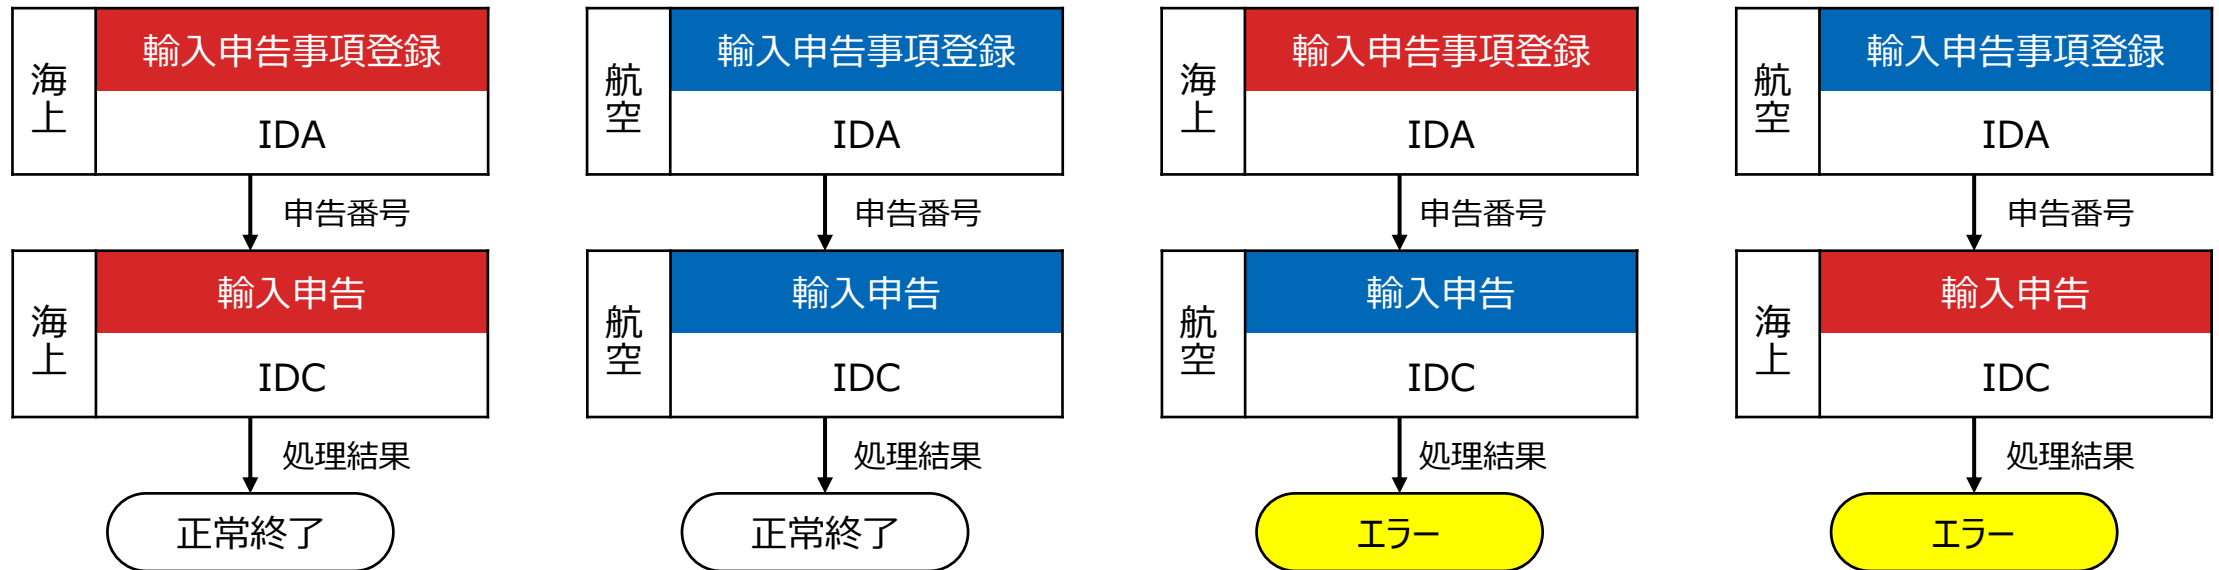 海上
輸入申告事項登録
IDA
申告番号
海上
輸入申告
IDC
処理結果
正常終了
航空
輸入申告事項登録
IDA
申告番号
航空
輸入申告
IDC
処理結果
正常終了
海上
輸入申告事項登録
IDA
申告番号
航空
輸入申告
IDC
処理結果
エラー
航空
輸入申告事項登録
IDA
申告番号
海上
輸入申告
IDC
処理結果
エラー